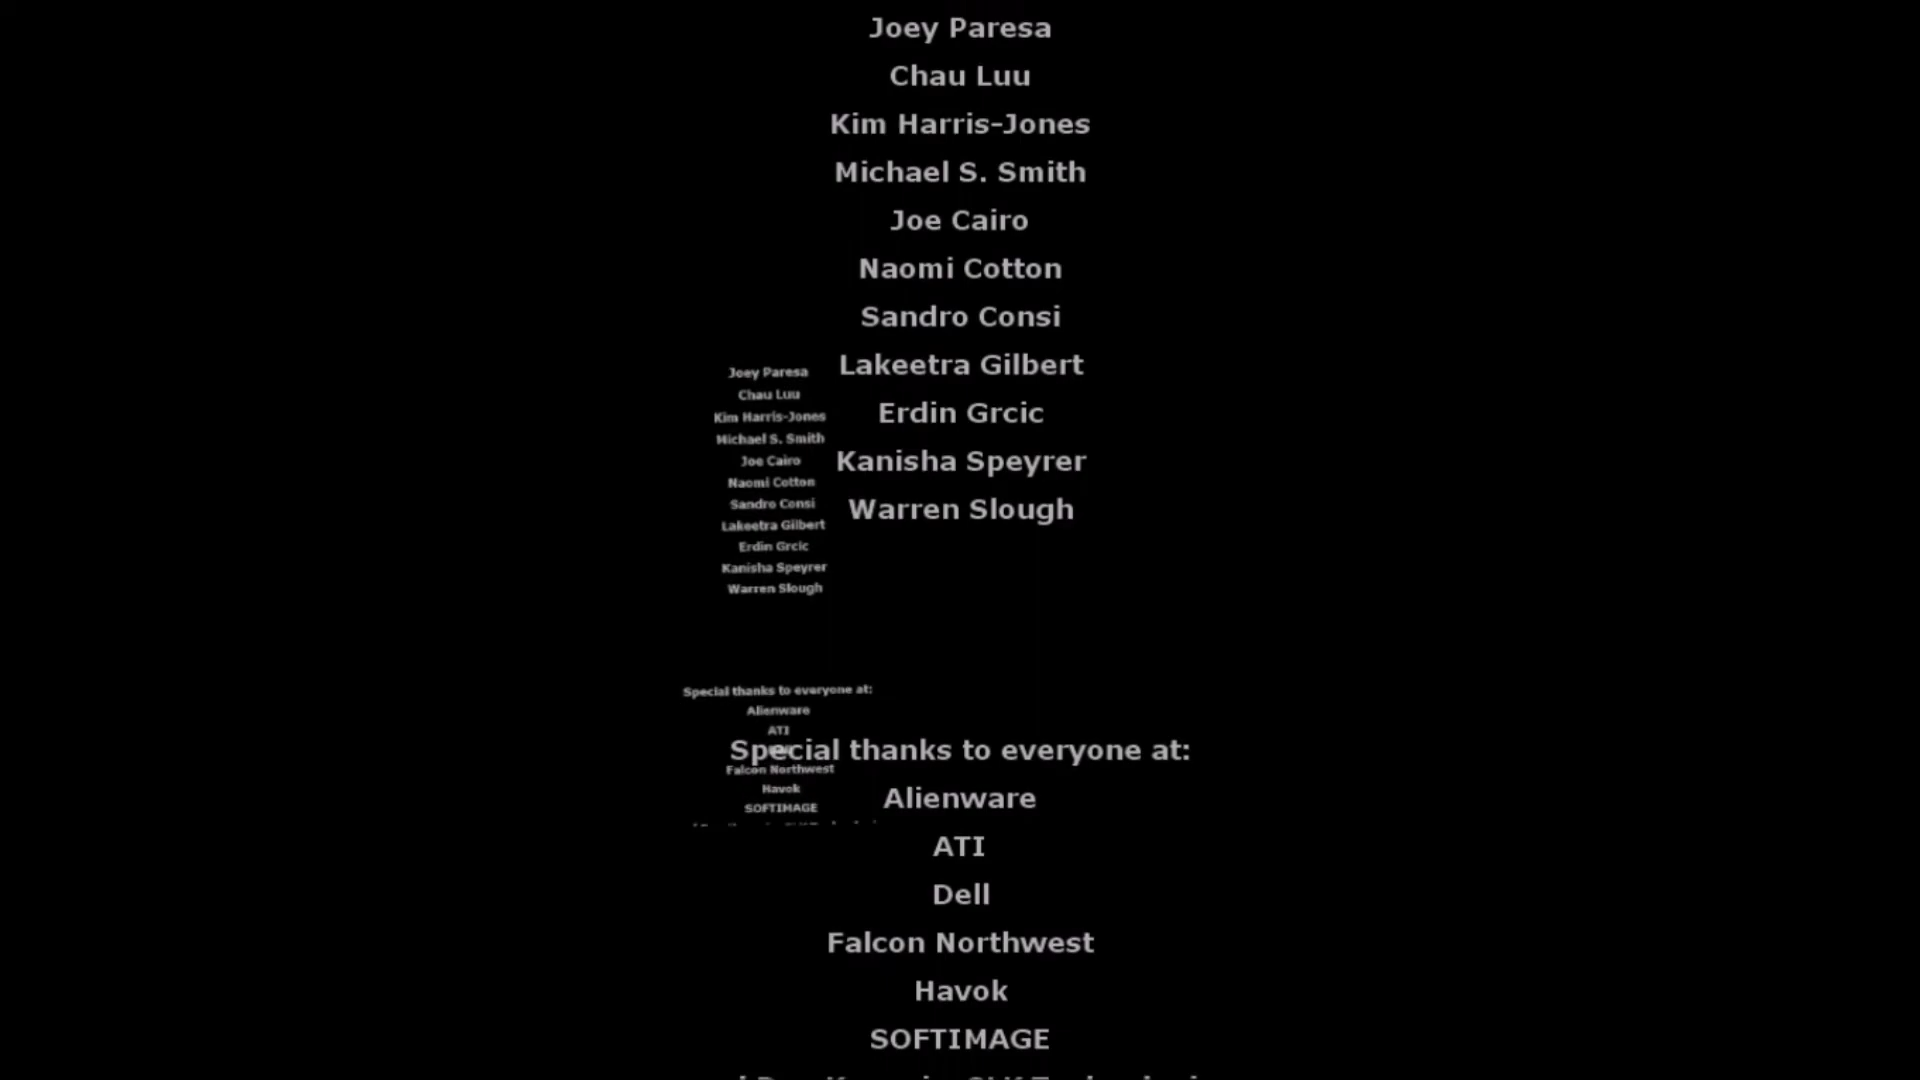 Joey Paresa
Chau Luu
Kim Harris-Jones
Michael S. Smith
Joe Cairo
Naomi Cotton
Sandro Consi
Lakeetra Gilbert
Erdin Grcic
Kanisha Speyrer
Warren Slough
Special thanks to everyone at:
Alienware
ATI
Dell
Falcon Northwest
Havok
SOFTIMAGE
Joey Paresa
Chau Luu
Kim Harris-Jones
Michael S. Smith
Joe Cairo
Naomi Cotton
Sandro Consi
Lakeetra Gilbert
Erdin Grcic
Kanisha Speyrer
Warren Slough
Special thanks to everyone at:
Alienware
ATI
Falcon Northwest
Havok
SOFTIMAGE